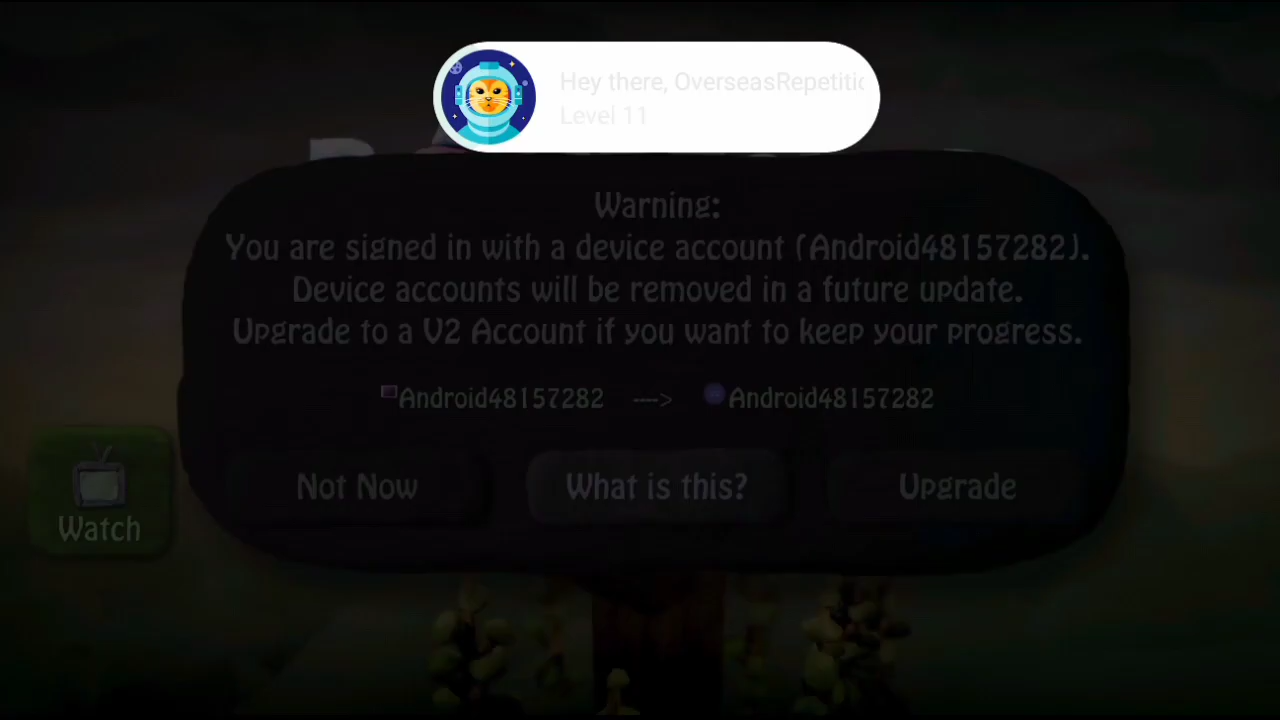 Hey there, OverseasRepetitio
Level 11
Warning:
You are signed in with a device account (Android48157282).
Device accounts will be removed in a future update.
Upgrade to a V2 Account if you want to keep your progress.
Android48157282 ----> Android48157282
Not Now
What is this?
Upgrade
Watch